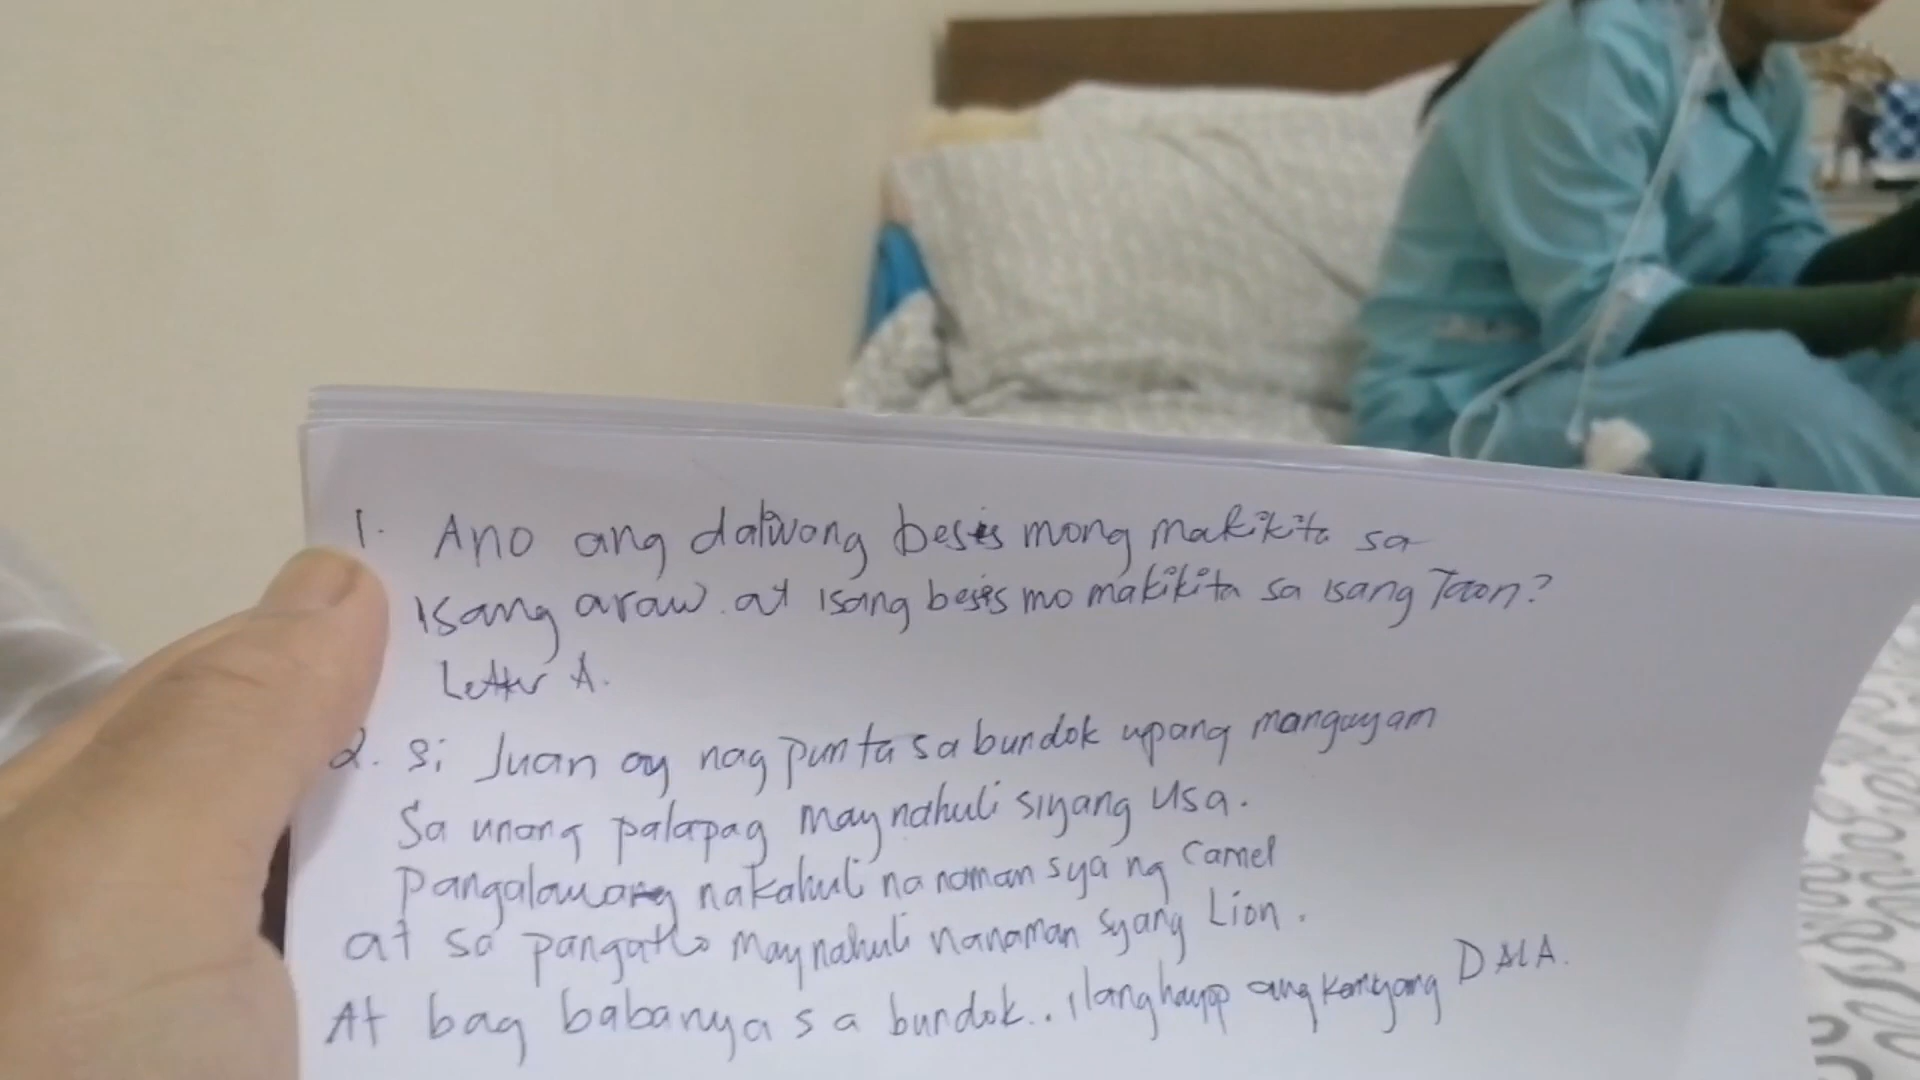 1. Ano ang dalwang beses mong makikita sa
isang araw at isang beses mo makikita sa isang Taon?
Letter A.
2. Si Juan ay nag punta sa bundok upang mangayam
Sa unang palapag may nahuli siyang usa.
Pangalawang nakahuli na naman sya ng Camel
at sa pangatlo may nahuli nanaman syang Lion.
At bag babanya sa bundok.. ilang hayop ang kanyang DALA.